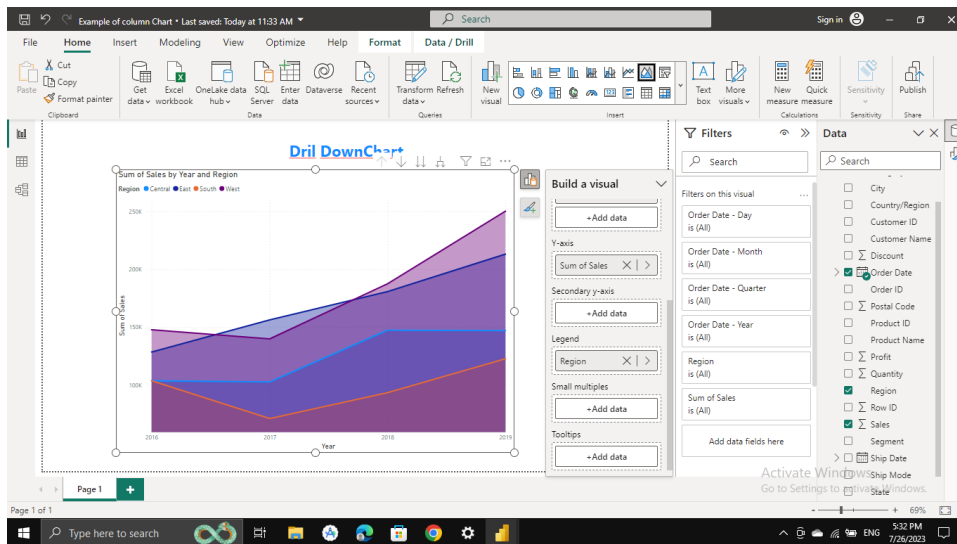 Example of column Chart • Last saved: Today at 11:33 AM
Search
Sign in
File Home Insert Modeling View Optimize Help Format Data / Drill
Paste
Cut
Copy
Format painter
Clipboard
Get data
Excel workbook
OneLake data hub
SQL Server
Enter data
Dataverse
Recent sources
Data
Transform data
Refresh
Queries
New visual
Text box
More visuals
Insert
New measure
Quick measure
Calculations
Sensitivity
Sensitivity
Publish
Share
Dril DownChart
Sum of Sales by Year and Region
Region Central East South West
Sum of Sales
250K
200K
150K
100K
2016 2017 2018 2019
Year
Build a visual
+Add data
Y-axis
Sum of Sales
Secondary y-axis
+Add data
Legend
Region
Small multiples
+Add data
Tooltips
+Add data
Filters
Search
Filters on this visual
Order Date - Day
is (All)
Order Date - Month
is (All)
Order Date - Quarter
is (All)
Order Date - Year
is (All)
Region
is (All)
Sum of Sales
is (All)
Add data fields here
Data
Search
City
Country/Region
Customer ID
Customer Name
Discount
Order Date
Order ID
Postal Code
Product ID
Product Name
Profit
Quantity
Region
Row ID
Sales
Segment
Ship Date
Ship Mode
State
Activate Windows
Go to Settings to activate Windows.
Page 1
Page 1 of 1
69%
Type here to search
ENG
5:32 PM
7/26/2023